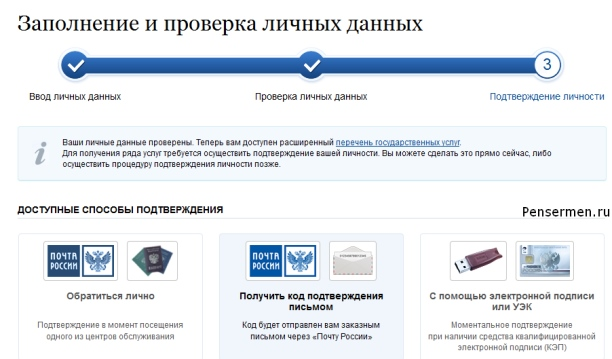 Заполнение и проверка личных данных
3
Ввод личных данных
Проверка личных данных
Подтверждение личности
i
Ваши личные данные проверены. Теперь вам доступен расширенный перечень государственных услуг.
Для получения ряда услуг требуется осуществить подтверждение вашей личности. Вы можете сделать это прямо сейчас, либо
осуществить процедуру подтверждения личности позже.
ДОСТУПНЫЕ СПОСОБЫ ПОДТВЕРЖДЕНИЯ
Pensermen.ru
ПОЧТА
РОССИИ
Обратиться лично
Подтверждение в момент посещения
одного из центров обслуживания
ПОЧТА
РОССИИ
Получить код подтверждения
письмом
Код будет отправлен вам заказным
письмом через «Почту России»
С помощью электронной подписи
или УЭК
Моментальное подтверждение
при наличии средства квалифицированной
электронной подписи (КЭП)